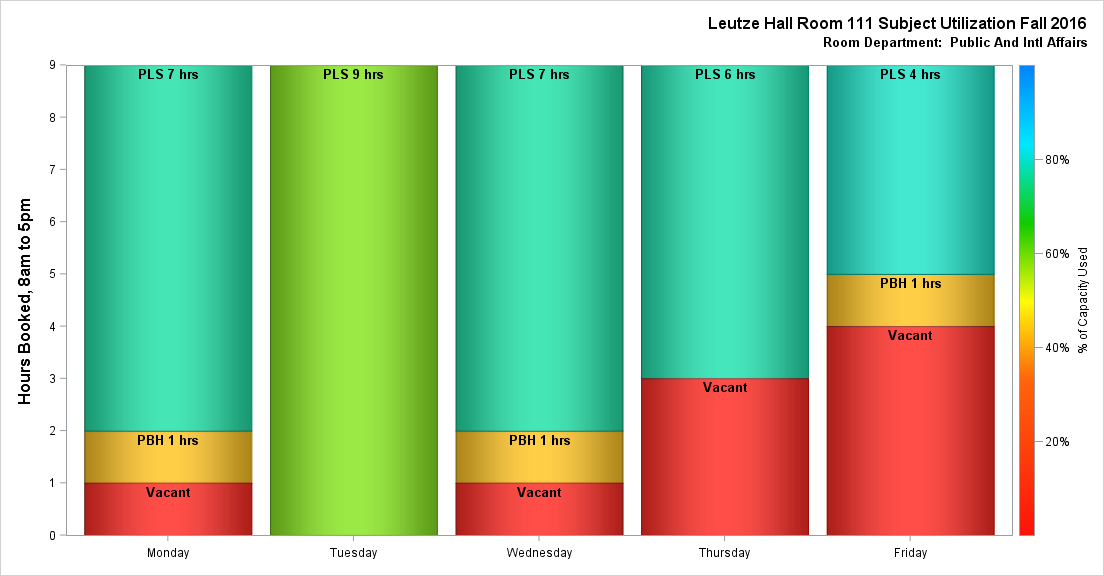 Leutze Hall Room 111 Subject Utilization Fall 2016
Room Department:  Public And Intl Affairs
Hours Booked, 8am to 5pm
9
8
7
6
5
4
3
2
1
0
PLS 7 hrs
PBH 1 hrs
Vacant
PLS 9 hrs
PLS 7 hrs
PBH 1 hrs
Vacant
PLS 6 hrs
Vacant
PLS 4 hrs
PBH 1 hrs
Vacant
Monday
Tuesday
Wednesday
Thursday
Friday
80%
60%
40%
20%
% of Capacity Used